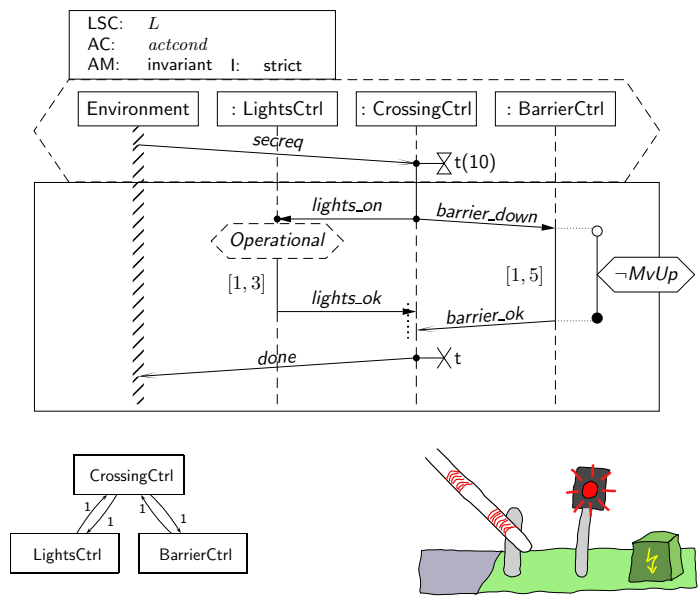 LSC: L
AC: actcond
AM: invariant I: strict
Environment : LightsCtrl : CrossingCtrl : BarrierCtrl
secreq
t(10)
lights_on barrier_down
Operational
[1, 3] [1, 5] ¬MvUp
lights_ok barrier_ok
done t
CrossingCtrl
1 1 1 1
LightsCtrl BarrierCtrl